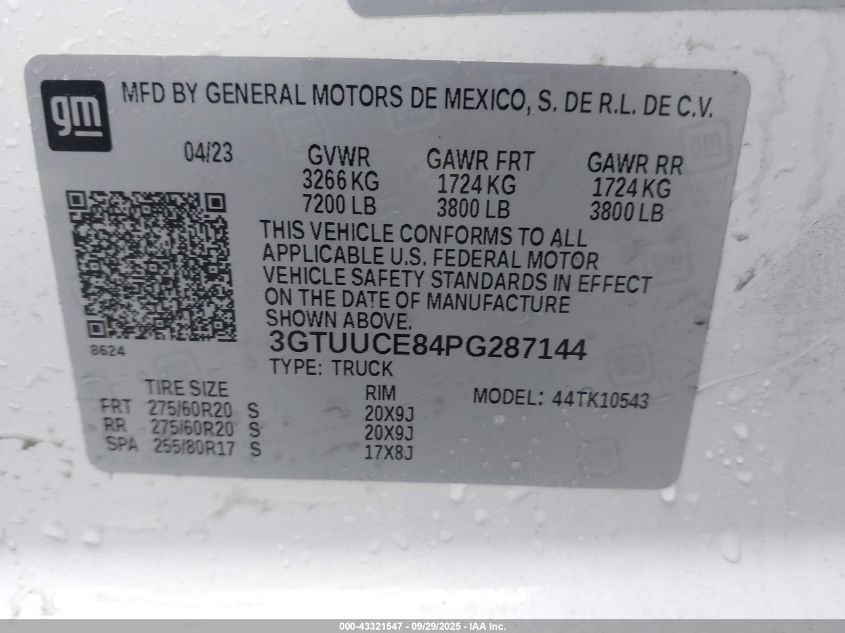 gm MFD BY GENERAL MOTORS DE MEXICO, S. DE R.L. DE C.V.
04/23 GVWR GAWR FRT GAWR RR
3266 KG 1724 KG 1724 KG
7200 LB 3800 LB 3800 LB
THIS VEHICLE CONFORMS TO ALL
APPLICABLE U.S. FEDERAL MOTOR
VEHICLE SAFETY STANDARDS IN EFFECT
ON THE DATE OF MANUFACTURE
SHOWN ABOVE.
8624 3GTUUCE84PG287144
TYPE: TRUCK
TIRE SIZE RIM MODEL: 44TK10543
FRT 275/60R20 S 20X9J
RR 275/60R20 S 20X9J
SPA 255/80R17 S 17X8J
000-43321547 - 09/29/2025 - IAA Inc.